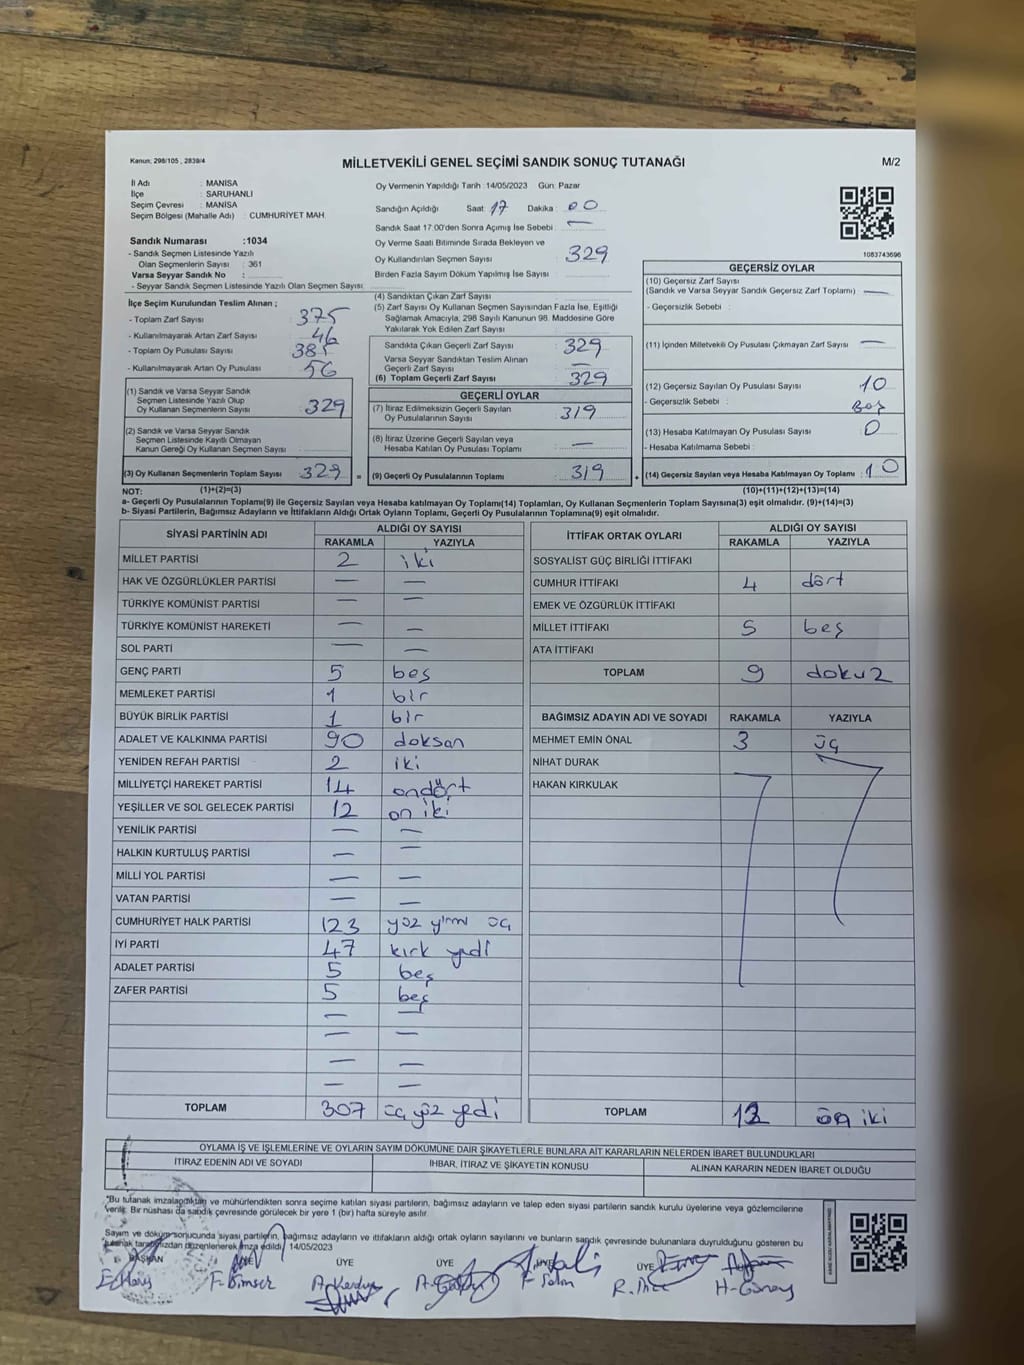 Kanun: 298/105 , 2839/4
MİLLETVEKİLİ GENEL SEÇİMİ SANDIK SONUÇ TUTANAĞI
M/2
İl Adı : MANİSA
İlçe : SARUHANLI
Seçim Çevresi : MANİSA
Seçim Bölgesi (Mahalle Adı) : CUMHURİYET MAH.
Sandık Numarası :1034
- Sandık Seçmen Listesinde Yazılı
Olan Seçmenlerin Sayısı : 361
Varsa Seyyar Sandık No :
- Seyyar Sandık Seçmen Listesinde Yazılı Olan Seçmen Sayısı :
Oy Vermenin Yapıldığı Tarih :14/05/2023 Gün: Pazar
Sandığın Açıldığı Saat: 17 Dakika : 00
Sandık Saat 17.00'den Sonra Açılmış İse Sebebi : —
Oy Verme Saati Bitiminde Sırada Bekleyen ve
Oy Kullandırılan Seçmen Sayısı : 329
Birden Fazla Sayım Döküm Yapılmış İse Sayısı :
1083743696
İlçe Seçim Kurulundan Teslim Alınan ;
- Toplam Zarf Sayısı : 375
- Kullanılmayarak Artan Zarf Sayısı : 46
- Toplam Oy Pusulası Sayısı : 385
- Kullanılmayarak Artan Oy Pusulası : 56
(1) Sandık ve Varsa Seyyar Sandık
Seçmen Listesinde Yazılı Olup
Oy Kullanan Seçmenlerin Sayısı : 329
(2) Sandık ve Varsa Seyyar Sandık
Seçmen Listesinde Kayıtlı Olmayan
Kanun Gereği Oy Kullanan Seçmen Sayısı :
(3) Oy Kullanan Seçmenlerin Toplam Sayısı : 329
(1)+(2)=(3)
(4) Sandıktan Çıkan Zarf Sayısı :
(5) Zarf Sayısı Oy Kullanan Seçmen Sayısından Fazla İse, Eşitliği
Sağlamak Amacıyla; 298 Sayılı Kanunun 98. Maddesine Göre
Yakılarak Yok Edilen Zarf Sayısı :
Sandıkta Çıkan Geçerli Zarf Sayısı : 329
Varsa Seyyar Sandıktan Teslim Alınan
Geçerli Zarf Sayısı : —
(6) Toplam Geçerli Zarf Sayısı : 329
GEÇERLİ OYLAR
(7) İtiraz Edilmeksizin Geçerli Sayılan
Oy Pusulalarının Sayısı : 319
(8) İtiraz Üzerine Geçerli Sayılan veya
Hesaba Katılan Oy Pusulası Toplamı : —
= (9) Geçerli Oy Pusulalarının Toplamı : 319
GEÇERSİZ OYLAR
(10) Geçersiz Zarf Sayısı
(Sandık ve Varsa Seyyar Sandık Geçersiz Zarf Toplamı) : —
- Geçersizlik Sebebi :
(11) İçinden Milletvekili Oy Pusulası Çıkmayan Zarf Sayısı : —
(12) Geçersiz Sayılan Oy Pusulası Sayısı : 10
- Geçersizlik Sebebi : Boş
(13) Hesaba Katılmayan Oy Pusulası Sayısı : 0
- Hesaba Katılmama Sebebi :
+ (14) Geçersiz Sayılan veya Hesaba Katılmayan Oy Toplamı : 10
(10)+(11)+(12)+(13)=(14)
NOT:
a- Geçerli Oy Pusulalarının Toplamı(9) ile Geçersiz Sayılan veya Hesaba katılmayan Oy Toplamı(14) Toplamları, Oy Kullanan Seçmenlerin Toplam Sayısına(3) eşit olmalıdır. (9)+(14)=(3)
b- Siyasi Partilerin, Bağımsız Adayların ve İttifakların Aldığı Ortak Oyların Toplamı, Geçerli Oy Pusulalarının Toplamına(9) eşit olmalıdır.
SİYASİ PARTİNİN ADI
ALDIĞI OY SAYISI
RAKAMLA YAZIYLA
MİLLET PARTİSİ 2 iki
HAK VE ÖZGÜRLÜKLER PARTİSİ — —
TÜRKİYE KOMÜNİST PARTİSİ — —
TÜRKİYE KOMÜNİST HAREKETİ — —
SOL PARTİ — —
GENÇ PARTİ 5 beş
MEMLEKET PARTİSİ 1 bir
BÜYÜK BİRLİK PARTİSİ 1 bir
ADALET VE KALKINMA PARTİSİ 90 doksan
YENİDEN REFAH PARTİSİ 2 iki
MİLLİYETÇİ HAREKET PARTİSİ 14 ondört
YEŞİLLER VE SOL GELECEK PARTİSİ 12 on iki
YENİLİK PARTİSİ — —
HALKIN KURTULUŞ PARTİSİ — —
MİLLİ YOL PARTİSİ — —
VATAN PARTİSİ — —
CUMHURİYET HALK PARTİSİ 123 yüz yirmi üç
İYİ PARTİ 47 kırk yedi
ADALET PARTİSİ 5 beş
ZAFER PARTİSİ 5 beş
— —
— —
— —
— —
TOPLAM 307 üç yüz yedi
İTTİFAK ORTAK OYLARI
ALDIĞI OY SAYISI
RAKAMLA YAZIYLA
SOSYALİST GÜÇ BİRLİĞİ İTTİFAKI
CUMHUR İTTİFAKI 4 dört
EMEK VE ÖZGÜRLÜK İTTİFAKI
MİLLET İTTİFAKI 5 beş
ATA İTTİFAKI
TOPLAM 9 dokuz
BAĞIMSIZ ADAYIN ADI VE SOYADI RAKAMLA YAZIYLA
MEHMET EMİN ÖNAL 3 üç
NİHAT DURAK
HAKAN KIRKULAK
TOPLAM 12 on iki
OYLAMA İŞ VE İŞLEMLERİNE VE OYLARIN SAYIM DÖKÜMÜNE DAİR ŞİKAYETLERLE BUNLARA AİT KARARLARIN NELERDEN İBARET BULUNDUKLARI
İTİRAZ EDENİN ADI VE SOYADI
İHBAR, İTİRAZ VE ŞİKAYETİN KONUSU
ALINAN KARARIN NEDEN İBARET OLDUĞU
"Bu tutanak imzalandıktan ve mühürlendikten sonra seçime katılan siyasi partilerin, bağımsız adayların ve talep eden siyasi partilerin sandık kurulu üyelerine veya gözlemcilerine
verilir. Bir nüshası da sandık çevresinde görülecek bir yere 1 (bir) hafta süreyle asılır.
Sayım ve döküm sonucunda siyasi partilerin, bağımsız adayların ve ittifakların aldığı ortak oyların sayılarını ve bunların sandık çevresinde bulunanlara duyrulduğunu gösteren bu
tutanak tarafımızdan düzenlenerek imza edildi. 14/05/2023
BAŞKAN
ÜYE
ÜYE
ÜYE
ÜYE
F. Bimser